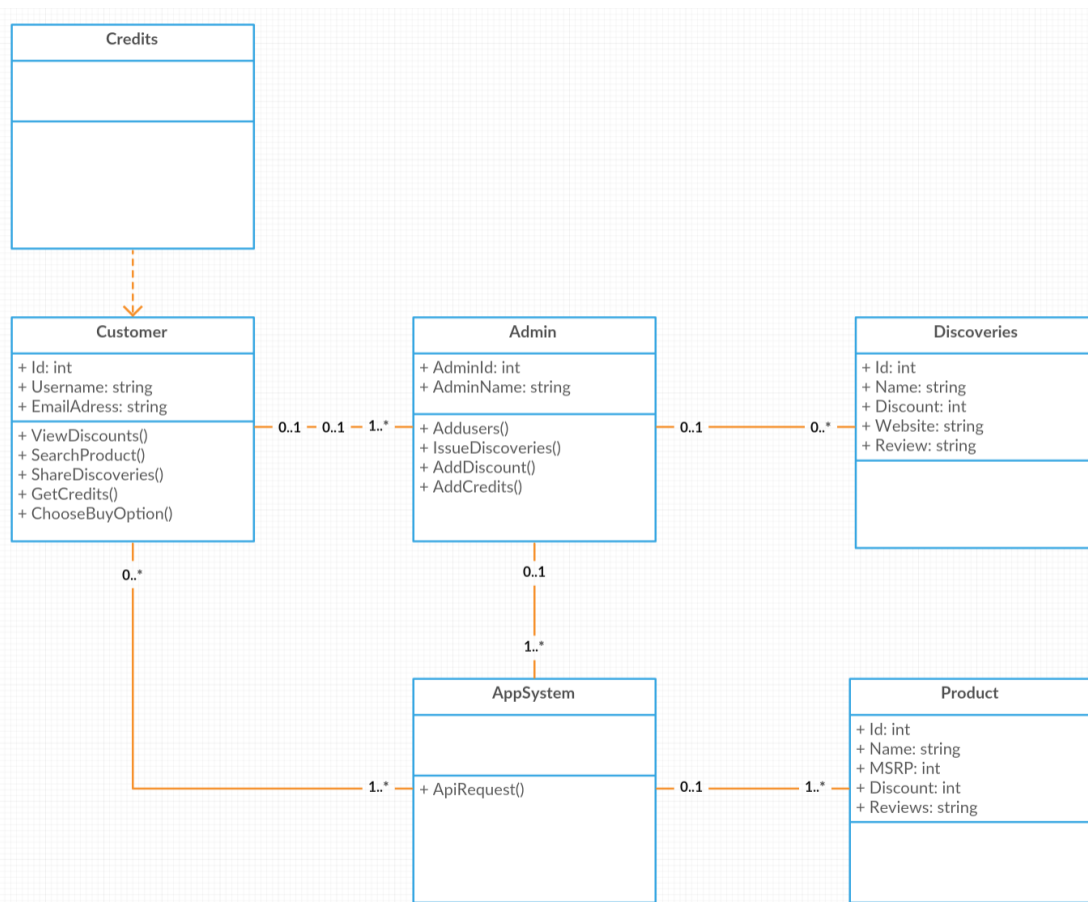 Credits
Customer
+ Id: int
+ Username: string
+ EmailAdress: string
+ ViewDiscounts()
+ SearchProduct()
+ ShareDiscoveries()
+ GetCredits()
+ ChooseBuyOption()
0..1
0..1
1..*
Admin
+ AdminId: int
+ AdminName: string
+ Addusers()
+ IssueDiscoveries()
+ AddDiscount()
+ AddCredits()
0..1
0..*
Discoveries
+ Id: int
+ Name: string
+ Discount: int
+ Website: string
+ Review: string
0..*
1..*
0..1
1..*
AppSystem
+ ApiRequest()
0..1
1..*
Product
+ Id: int
+ Name: string
+ MSRP: int
+ Discount: int
+ Reviews: string